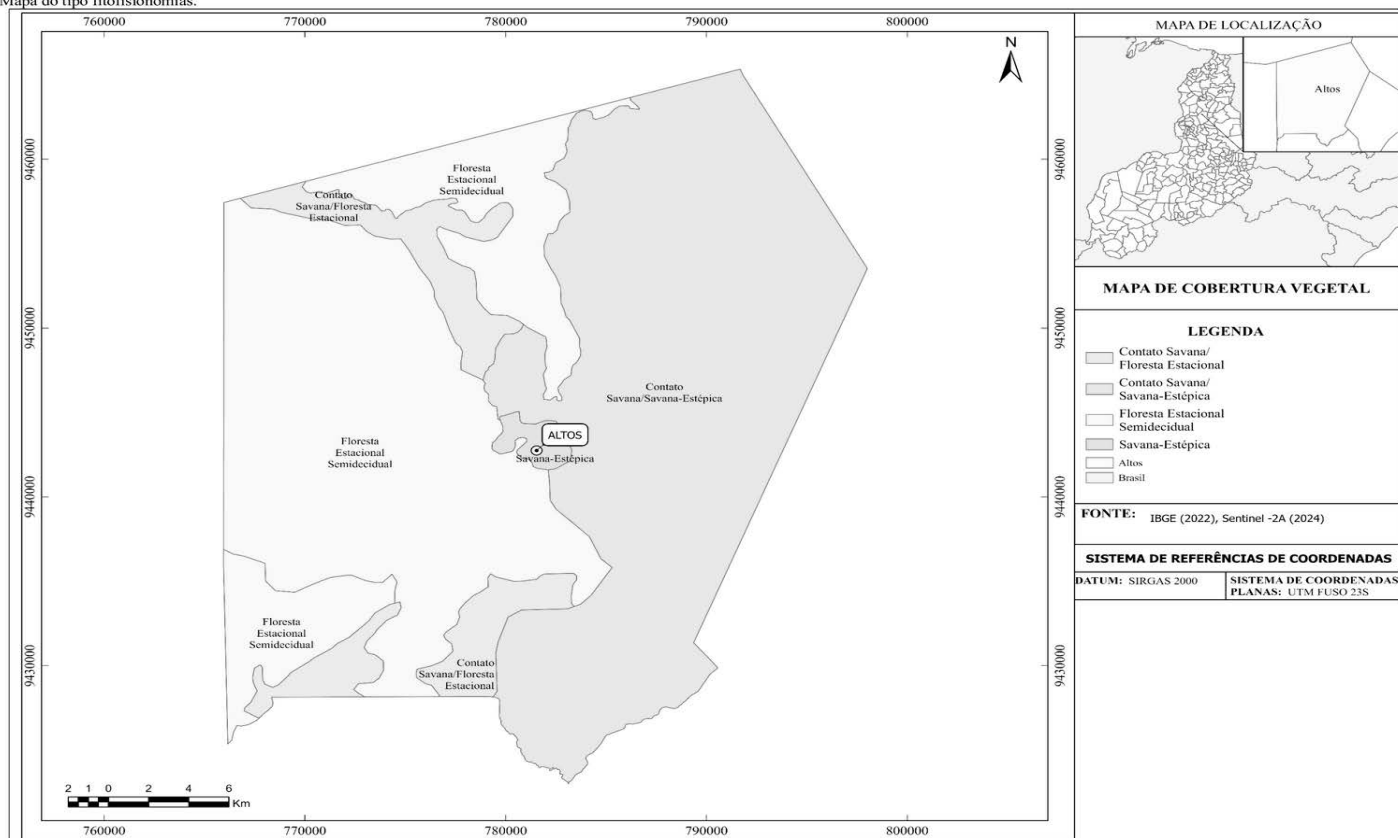 Mapa do tipo fitofisionomias.
760000
770000
780000
790000
800000
N
9460000
9460000
Floresta
Estacional
Semidecidual
Contato
Savana/Floresta
Estacional
9450000
9450000
Contato
Savana/Savana-Estépica
ALTOS
Savana-Estépica
Floresta
Estacional
Semidecidual
9440000
9440000
Floresta
Estacional
Semidecidual
Contato
Savana/Floresta
Estacional
9430000
9430000
2 1 0 2 4 6
Km
760000
770000
780000
790000
800000
MAPA DE LOCALIZAÇÃO
Altos
MAPA DE COBERTURA VEGETAL
LEGENDA
Contato Savana/
Floresta Estacional
Contato Savana/
Savana-Estépica
Floresta Estacional
Semidecidual
Savana-Estépica
Altos
Brasil
FONTE: IBGE (2022), Sentinel -2A (2024)
SISTEMA DE REFERÊNCIAS DE COORDENADAS
DATUM: SIRGAS 2000
SISTEMA DE COORDENADAS
PLANAS: UTM FUSO 23S